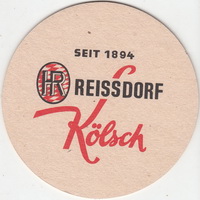 SEIT 1894
HR REISSDORF
Kölsch